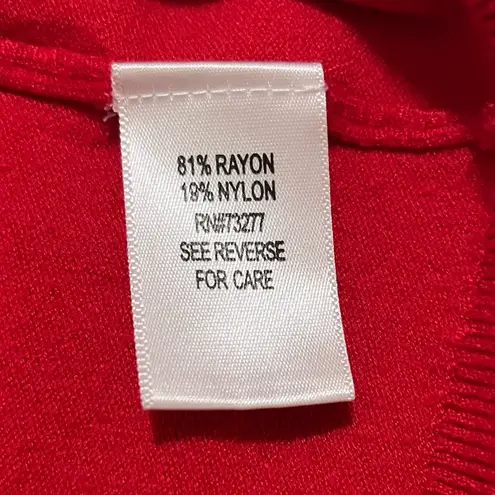 81% RAYON
19% NYLON
RN#73277
SEE REVERSE
FOR CARE